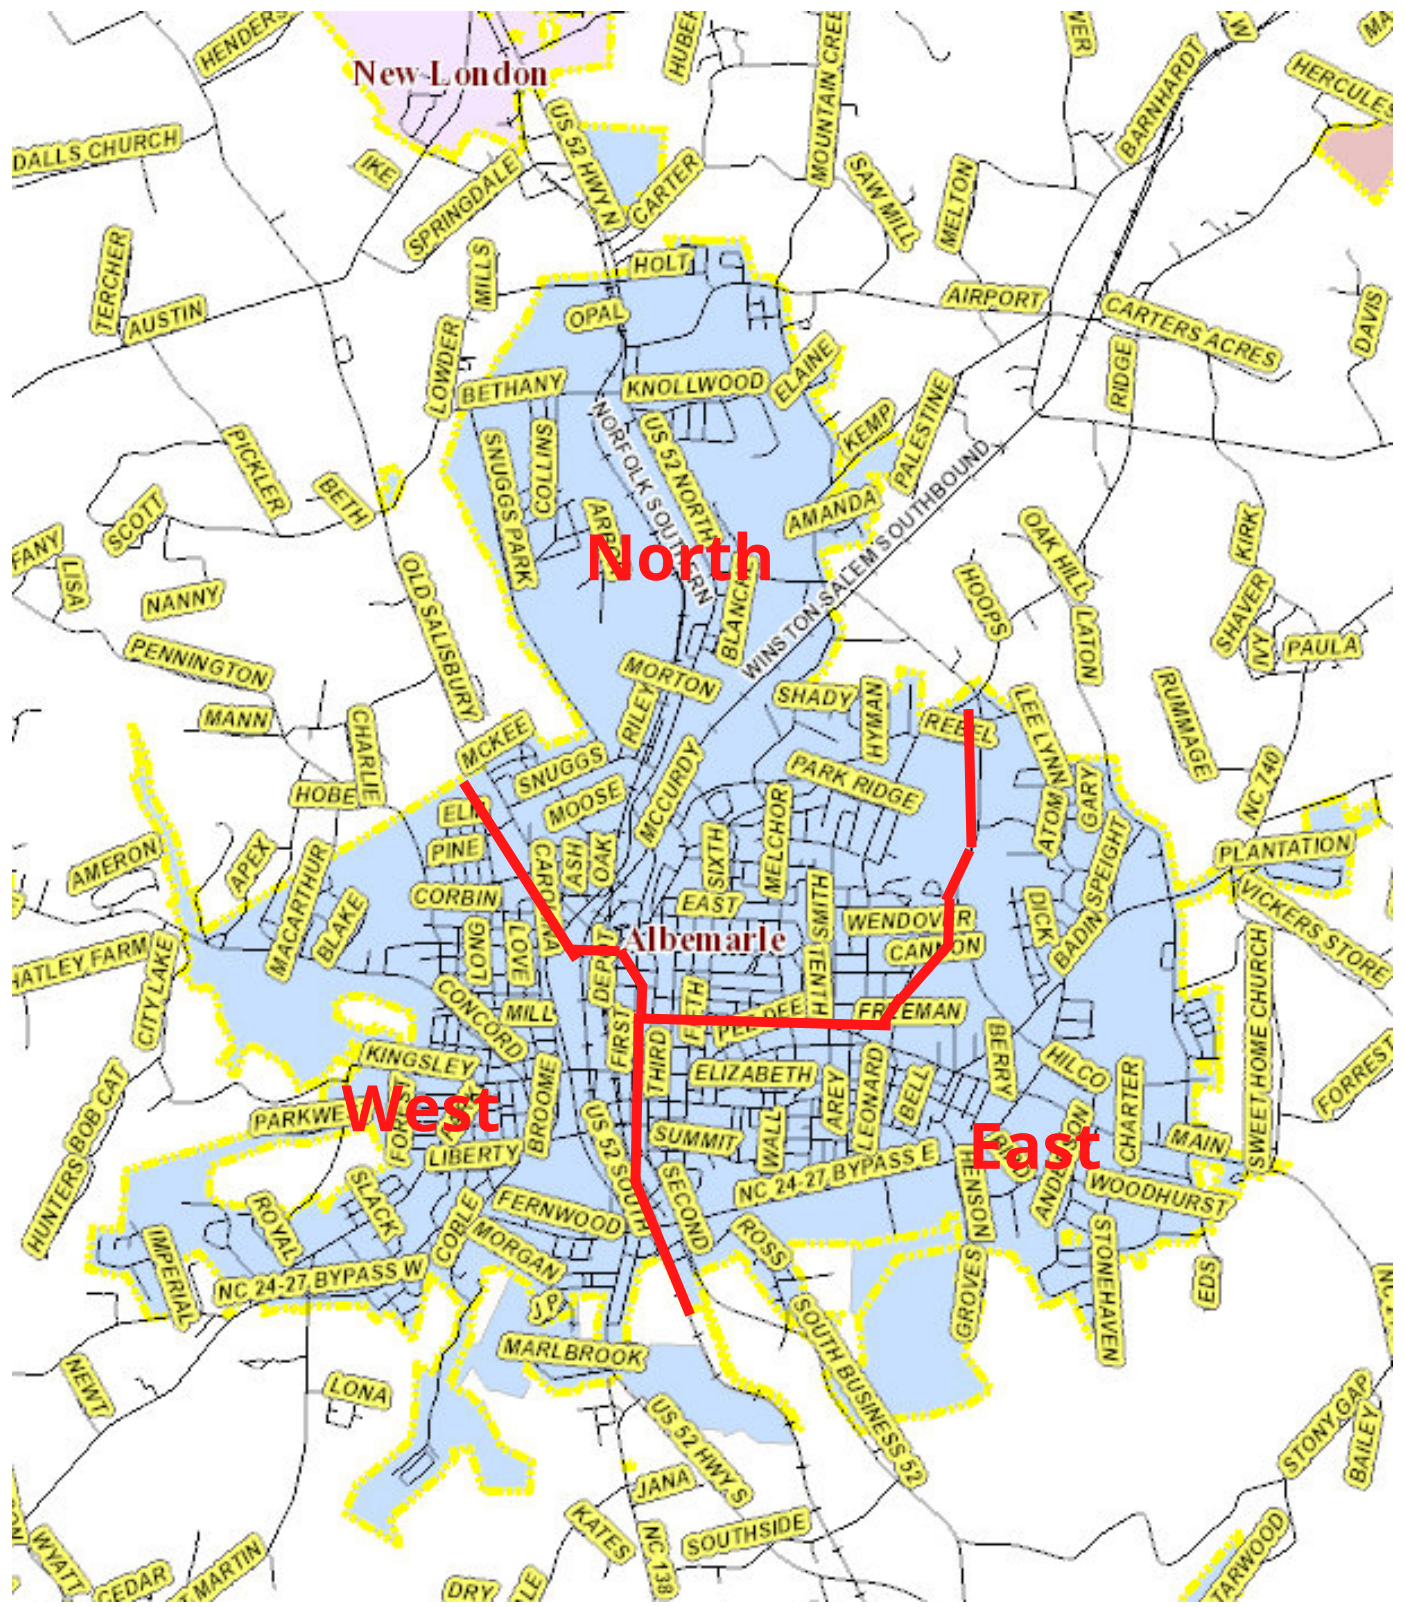 HENDERS
New London
HUBER
MOUNTAIN CREE
WER
W
BARNHARDT
MA
HERCULES
DALLS CHURCH
IKE
SPRINGDALE
US 52 HWY N
CARTER
SAW MILL
MELTON
TERCHER
AUSTIN
MILLS
HOLT
OPAL
AIRPORT
CARTERS ACRES
DAVIS
LOWDER
BETHANY
KNOLLWOOD
ELAINE
RIDGE
PICKLER
BETH
SCOTT
SNUGGS PARK
COLLINS
NORFOLK SOUTHERN
US 52 NORTH
KEMP
PALESTINE
AMANDA
WINSTON SALEM SOUTHBOUND
North
FANY
LISA
NANNY
OLD SALISBURY
HOOPS
OAK HILL
KIRK
SHAVER
IVY
PAULA
LATON
PENNINGTON
MANN
CHARLIE
MCKEE
MORTON
RILEY
SHADY
HYMAN
REBEL
LEE LYNN
RUMMAGE
NC 740
HOBE
SNUGGS
MOOSE
MCCURDY
PARK RIDGE
ATOM
GARY
PINE
ASH
OAK
SIXTH
MELCHOR
PLANTATION
AMERON
APEX
MACARTHUR
BLAKE
CORBIN
EAST
SMITH
WENDOVER
DICK
BADIN
SPEIGHT
VICKERS STORE
HATLEY FARM
CITY LAKE
LONG
LOVE
Albemarle
CANNON
TENTH
CONCORD
MILL
FIRST
FREEMAN
SWEET HOME CHURCH
KINGSLEY
THIRD
ELIZABETH
AREY
LEONARD
BELL
BERRY
HILCO
CHARTER
FORREST
BOB CAT
HUNTERS
PARKWE
West
BROOME
US 52 SOUTH
SUMMIT
WALL
East
MAIN
LIBERTY
NC 24-27 BYPASS E
HENSON
WOODHURST
SLACK
ROYAL
COBLE
FERNWOOD
SECOND
ROSS
IMPERIAL
NC 24-27 BYPASS W
MORGAN
J P
GROVES
STONEHAVEN
EDS
MARLBROOK
SOUTH BUSINESS 52
NEWT
LONA
US 52 HWY S
STONY GAP
BAILEY
JANA
KATES
NC 138
SOUTHSIDE
WYATT
CEDAR
T MARTIN
DRY
LE
TARWOOD